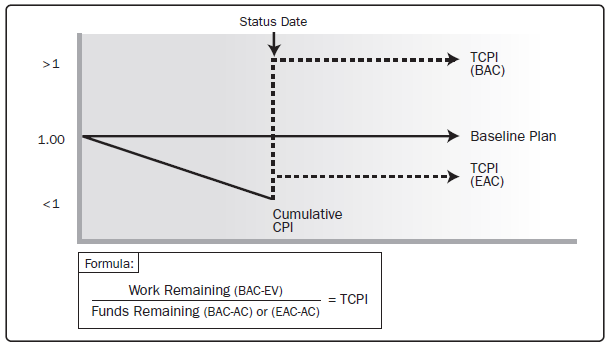 Status Date
>1
TCPI
(BAC)
1.00
Baseline Plan
TCPI
(EAC)
<1
Cumulative
CPI
Formula:
Work Remaining (BAC-EV)
= TCPI
Funds Remaining (BAC-AC) or (EAC-AC)